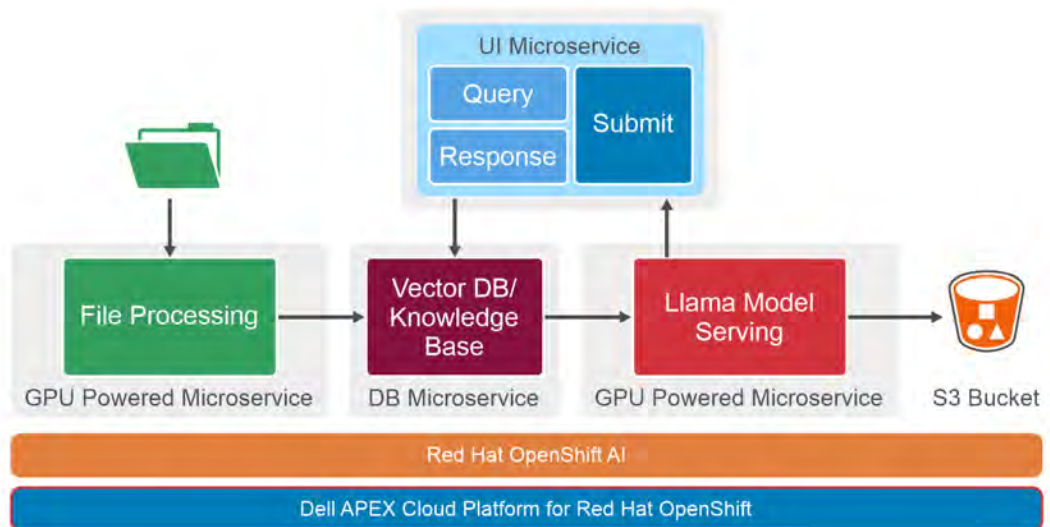 UI Microservice
Query
Response
Submit
File Processing
Vector DB/
Knowledge
Base
Llama Model
Serving
GPU Powered Microservice
DB Microservice
GPU Powered Microservice
S3 Bucket
Red Hat OpenShift AI
Dell APEX Cloud Platform for Red Hat OpenShift